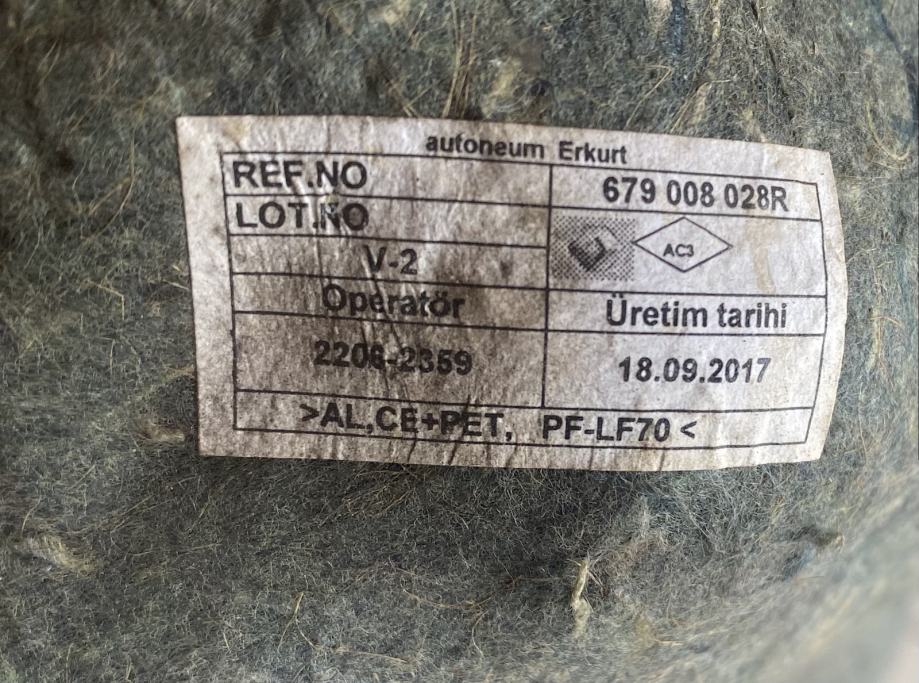 autoneum Erkurt
REF.NO 679 008 028R
LOT.NO
V-2
AC3
Operatör Üretim tarihi
2206-2359 18.09.2017
>AL,CE+PET, PF-LF70 <